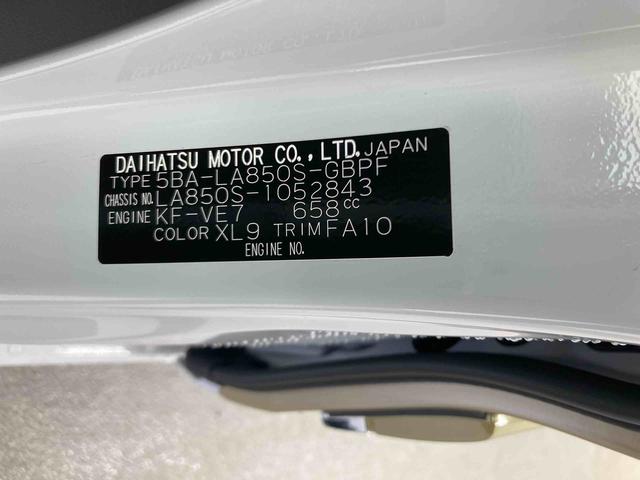 DAIHATSU MOTOR CO., LTD. JAPAN
TYPE 5BA-LA850S-GBPF
CHASSIS NO. LA850S-1052843
ENGINE KF-VE7 658cc
COLOR XL9 TRIM FA10
ENGINE NO.